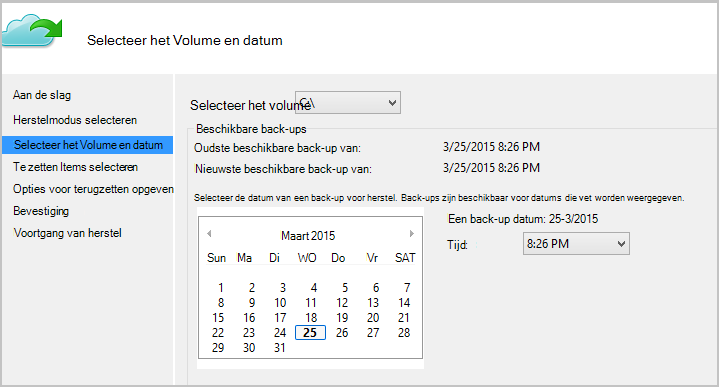 Selecteer het Volume en datum
Aan de slag
Herstelmodus selecteren
Selecteer het Volume en datum
Te zetten Items selecteren
Opties voor terugzetten opgeven
Bevestiging
Voortgang van herstel
Selecteer het volume C:\
Beschikbare back-ups
Oudste beschikbare back-up van: 3/25/2015 8:26 PM
Nieuwste beschikbare back-up van: 3/25/2015 8:26 PM
Selecteer de datum van een back-up voor herstel. Back-ups zijn beschikbaar voor datums die vet worden weergegeven.
Maart 2015
Sun Ma Di WO Do Vr SAT
1 2 3 4 5 6 7
8 9 10 11 12 13 14
15 16 17 18 19 20 21
22 23 24 25 26 27 28
29 30 31
Een back-up datum: 25-3/2015
Tijd: 8:26 PM